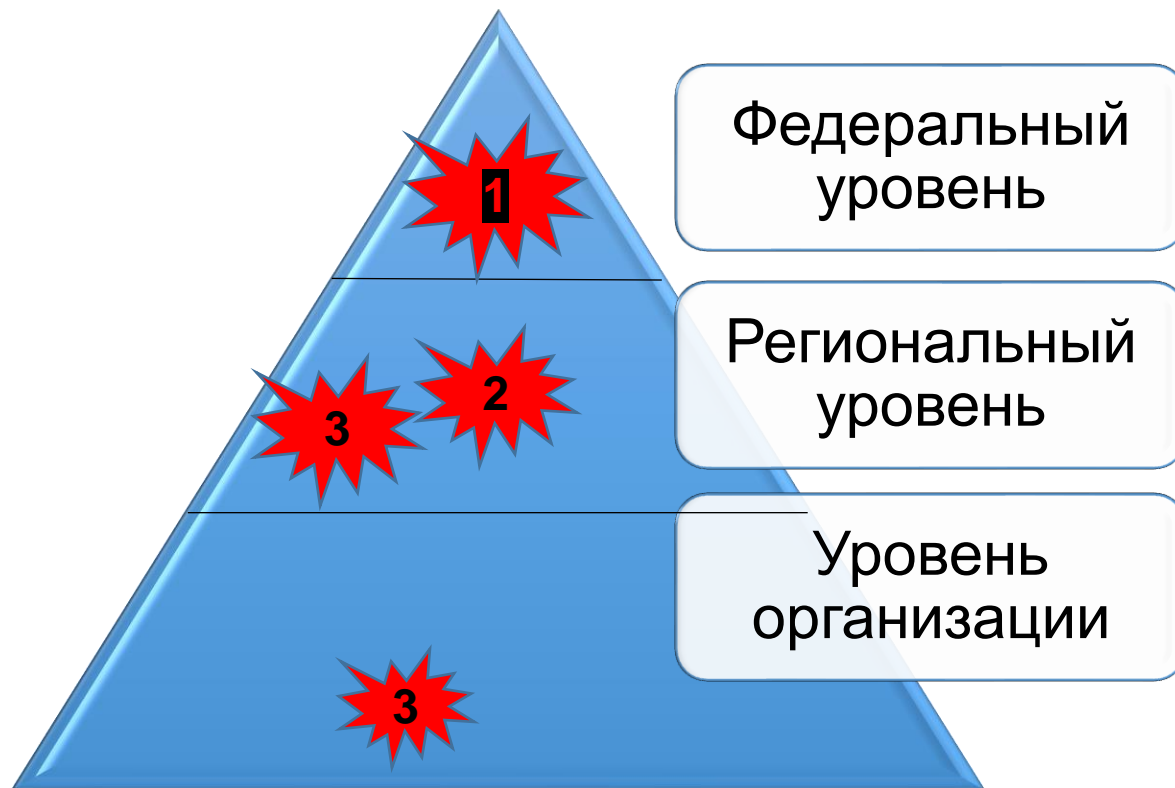 1
Федеральный
уровень
2
3
Региональный
уровень
Уровень
организации
3